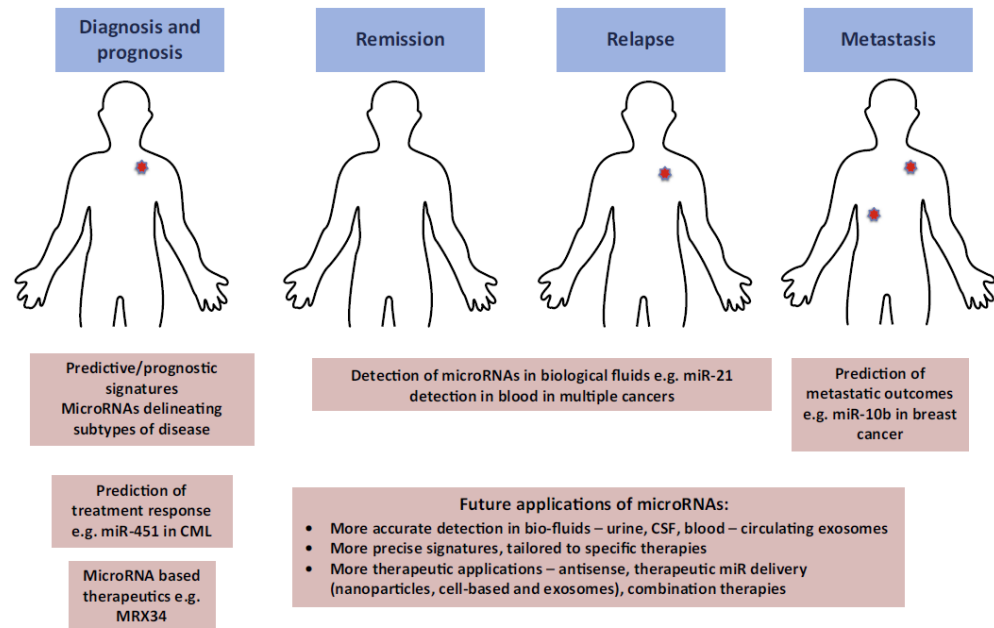 Diagnosis and
prognosis
Remission
Relapse
Metastasis
Predictive/prognostic
signatures
MicroRNAs delineating
subtypes of disease
Detection of microRNAs in biological fluids e.g. miR-21
detection in blood in multiple cancers
Prediction of
metastatic outcomes
e.g. miR-10b in breast
cancer
Prediction of
treatment response
e.g. miR-451 in CML
MicroRNA based
therapeutics e.g.
MRX34
Future applications of microRNAs:
• More accurate detection in bio-fluids – urine, CSF, blood – circulating exosomes
• More precise signatures, tailored to specific therapies
• More therapeutic applications – antisense, therapeutic miR delivery
(nanoparticles, cell-based and exosomes), combination therapies